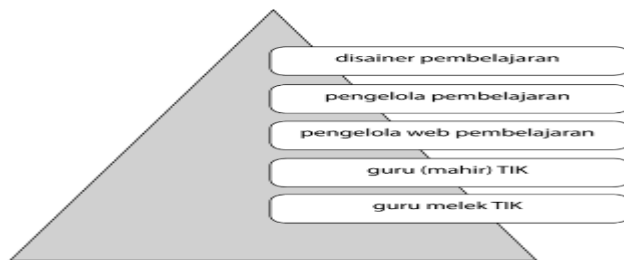 disainer pembelajaran
pengelola pembelajaran
pengelola web pembelajaran
guru (mahir) TIK
guru melek TIK